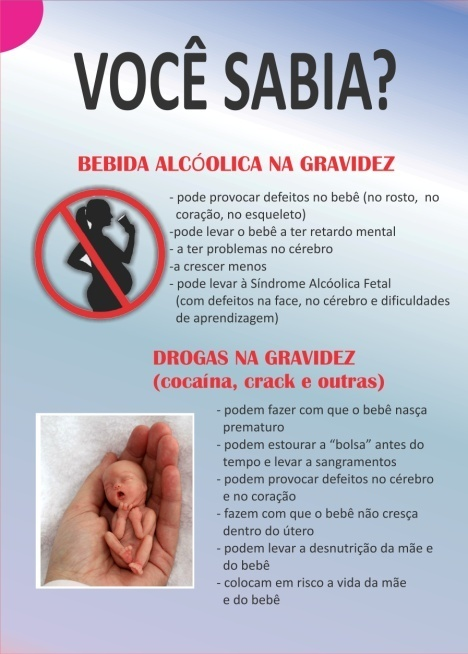 VOCÊ SABIA?
BEBIDA ALCÓOLICA NA GRAVIDEZ
- pode provocar defeitos no bebê (no rosto, no
coração, no esqueleto)
-pode levar o bebê a ter retardo mental
- a ter problemas no cérebro
-a crescer menos
- pode levar à Síndrome Alcóolica Fetal
(com defeitos na face, no cérebro e dificuldades
de aprendizagem)
DROGAS NA GRAVIDEZ
(cocaína, crack e outras)
- podem fazer com que o bebê nasça
prematuro
- podem estourar a “bolsa” antes do
tempo e levar a sangramentos
- podem provocar defeitos no cérebro
e no coração
- fazem com que o bebê não cresça
dentro do útero
- podem levar a desnutrição da mãe e
do bebê
- colocam em risco a vida da mãe
e do bebê